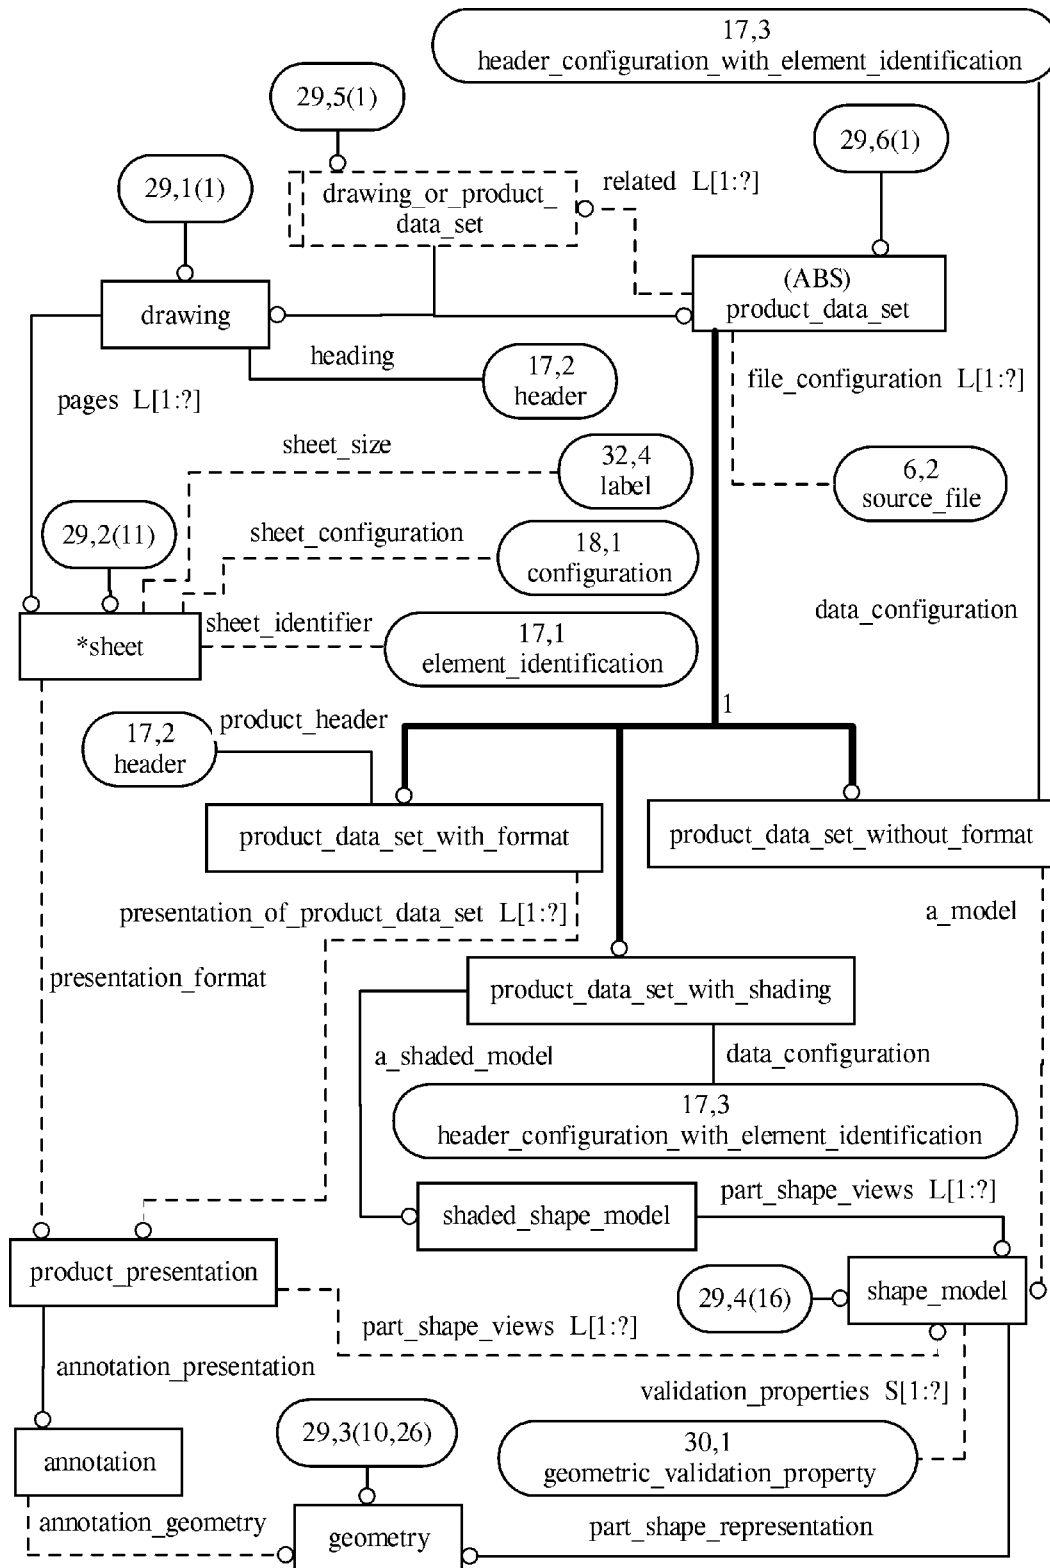 17,3
header_configuration_with_element_identification
29,5(1)
29,6(1)
29,1(1)
drawing_or_product_
data_set
related L[1:?]
(ABS)
product_data_set
drawing
heading
17,2
header
file_configuration L[1:?]
pages L[1:?]
sheet_size
32,4
label
6,2
source_file
29,2(11)
sheet_configuration
18,1
configuration
data_configuration
*sheet
sheet_identifier
17,1
element_identification
1
17,2
header
product_header
product_data_set_with_format
product_data_set_without_format
presentation_of_product_data_set L[1:?]
a_model
presentation_format
product_data_set_with_shading
a_shaded_model
data_configuration
17,3
header_configuration_with_element_identification
part_shape_views L[1:?]
shaded_shape_model
product_presentation
29,4(16)
shape_model
part_shape_views L[1:?]
annotation_presentation
validation_properties S[1:?]
29,3(10,26)
30,1
geometric_validation_property
annotation
annotation_geometry
geometry
part_shape_representation